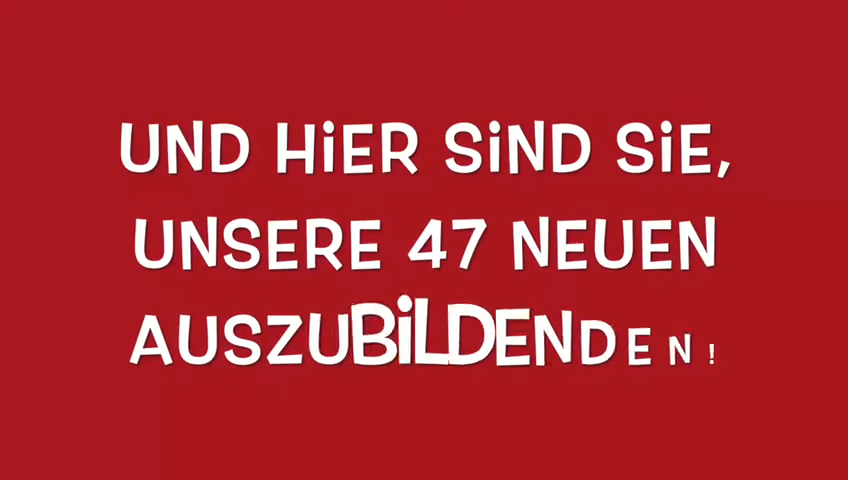 UND HiER SiND SiE,
UNSERE 47 NEUEN
AUSZUBiLDENDEN!